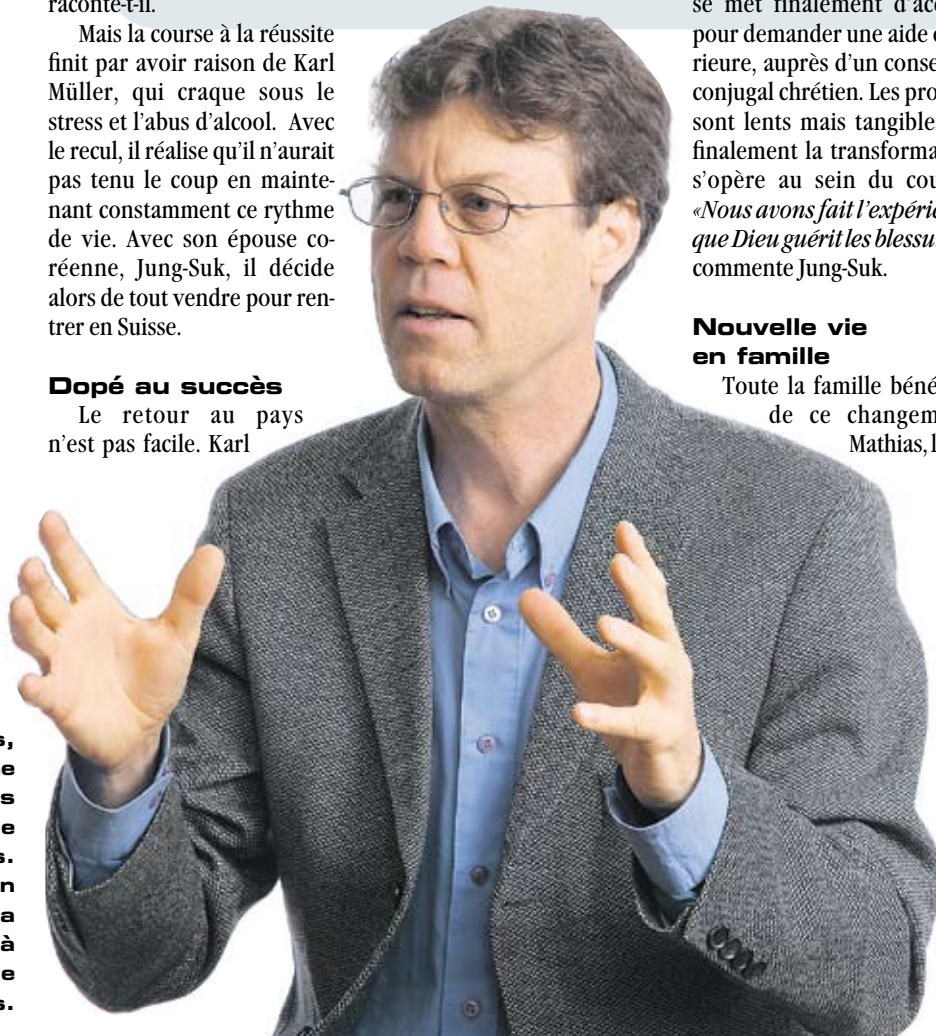 raconte-t-il.
Mais la course à la réussite
finit par avoir raison de Karl
Müller, qui craque sous le
stress et l'abus d'alcool. Avec
le recul, il réalise qu'il n'aurait
pas tenu le coup en mainte-
nant constamment ce rythme
de vie. Avec son épouse co-
réenne, Jung-Suk, il décide
alors de tout vendre pour ren-
trer en Suisse.
Dopé au succès
Le retour au pays
n'est pas facile. Karl
s,
e
s
e
s.
n
a
à
e
s.
se met finalement d'acc
pour demander une aide e
rieure, auprès d'un conse
conjugal chrétien. Les pro
sont lents mais tangible
finalement la transforma
s'opère au sein du cou
«Nous avons fait l'expérie
que Dieu guérit les blessu
commente Jung-Suk.
Nouvelle vie
en famille
Toute la famille béné
de ce changem
Mathias, l